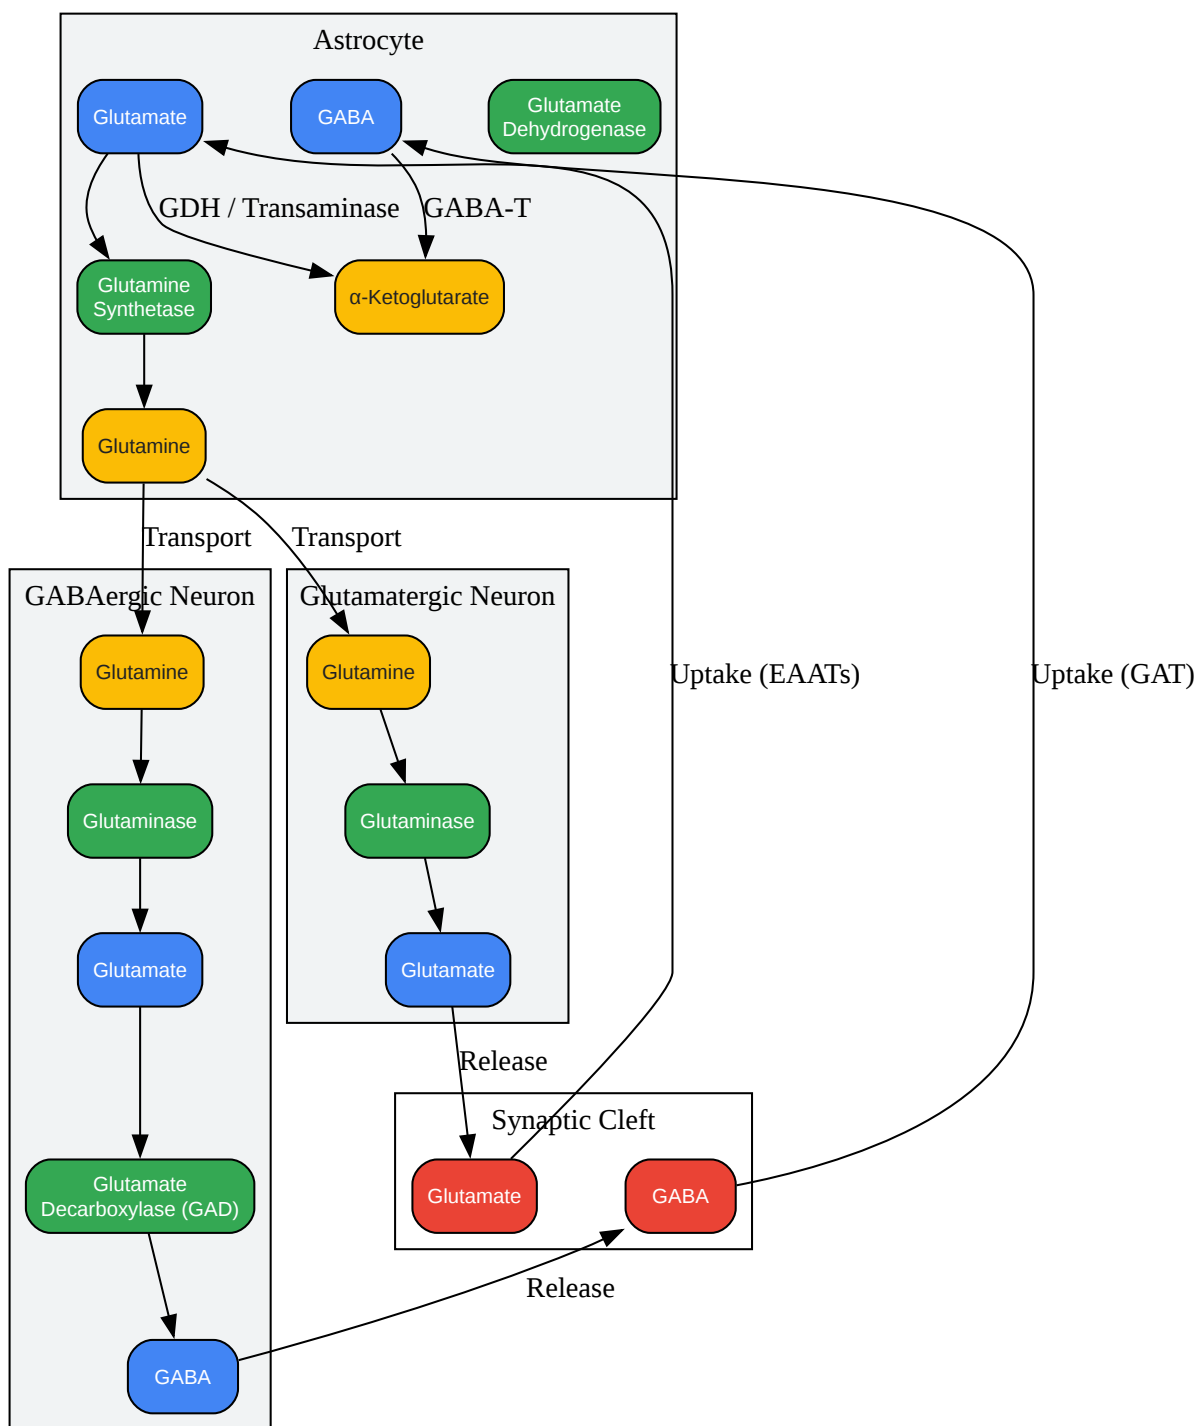 Astrocyte
Glutamate
GABA
Glutamate
Dehydrogenase
GDH / Transaminase
GABA-T
Glutamine
Synthetase
α-Ketoglutarate
Glutamine
Transport
Transport
GABAergic Neuron
Glutamatergic Neuron
Glutamine
Glutamine
Uptake (EAATs)
Uptake (GAT)
Glutaminase
Glutaminase
Glutamate
Glutamate
Release
Synaptic Cleft
Glutamate
Decarboxylase (GAD)
Glutamate
GABA
Release
GABA